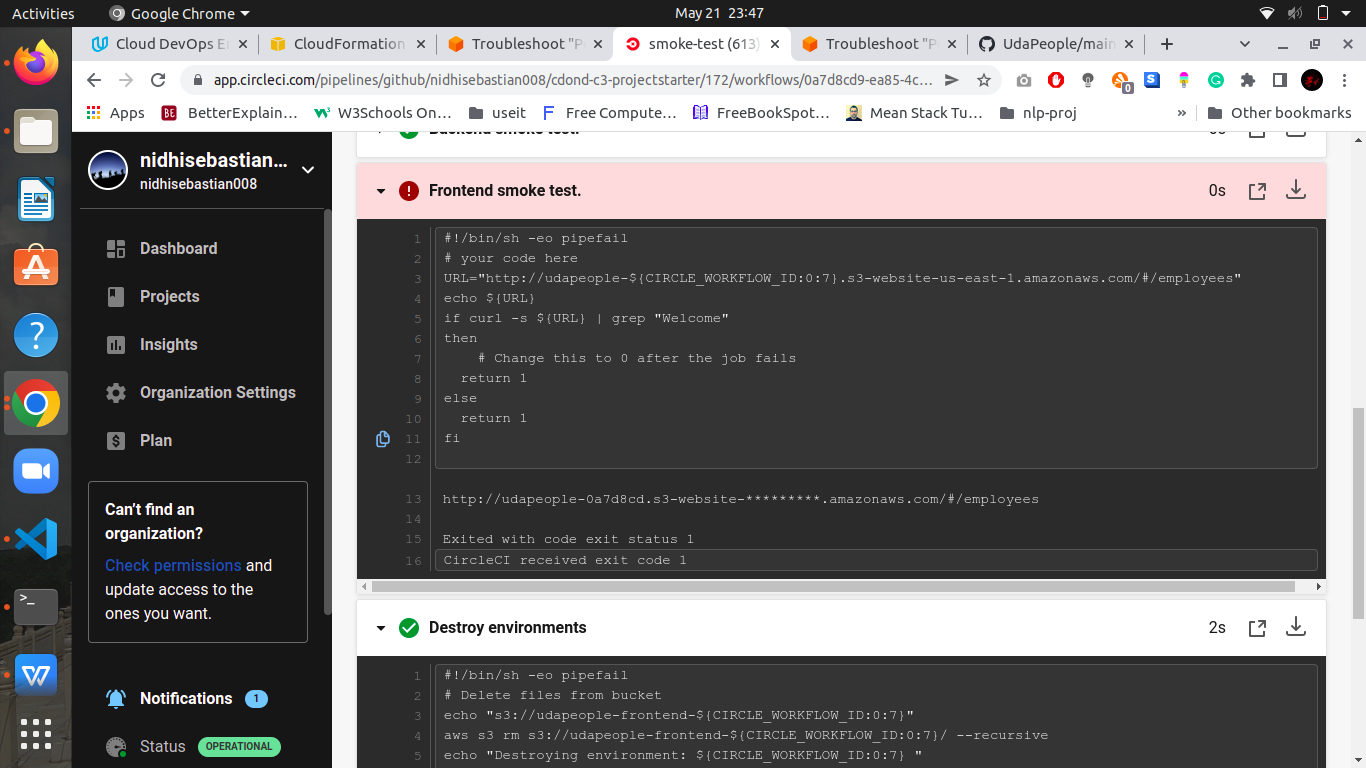 Activities
Google Chrome
May 21 23:47
Cloud DevOps En
CloudFormation
Troubleshoot "P
smoke-test (613)
Troubleshoot "P
UdaPeople/main
app.circleci.com/pipelines/github/nidhisebastian008/cdond-c3-projectstarter/172/workflows/0a7d8cd9-ea85-4c...
0
Apps
BE
BetterExplain...
W3Schools On...
useit
Free Compute...
FreeBookSpot...
Mean Stack Tu...
nlp-proj
»
Other bookmarks
nidhisebastian...
nidhisebastian008
Dashboard
Projects
Insights
Organization Settings
Plan
Can't find an
organization?
Check permissions and
update access to the
ones you want.
Notifications 1
Status OPERATIONAL
Backend smoke test.
0s
Frontend smoke test.
0s
1 #!/bin/sh -eo pipefail
2 # your code here
3 URL="http://udapeople-${CIRCLE_WORKFLOW_ID:0:7}.s3-website-us-east-1.amazonaws.com/#/employees"
4 echo ${URL}
5 if curl -s ${URL} | grep "Welcome"
6 then
7 # Change this to 0 after the job fails
8 return 1
9 else
10 return 1
11 fi
12
13 http://udapeople-0a7d8cd.s3-website-*********.amazonaws.com/#/employees
14
15 Exited with code exit status 1
16 CircleCI received exit code 1
Destroy environments
2s
1 #!/bin/sh -eo pipefail
2 # Delete files from bucket
3 echo "s3://udapeople-frontend-${CIRCLE_WORKFLOW_ID:0:7}"
4 aws s3 rm s3://udapeople-frontend-${CIRCLE_WORKFLOW_ID:0:7}/ --recursive
5 echo "Destroying environment: ${CIRCLE_WORKFLOW_ID:0:7} "